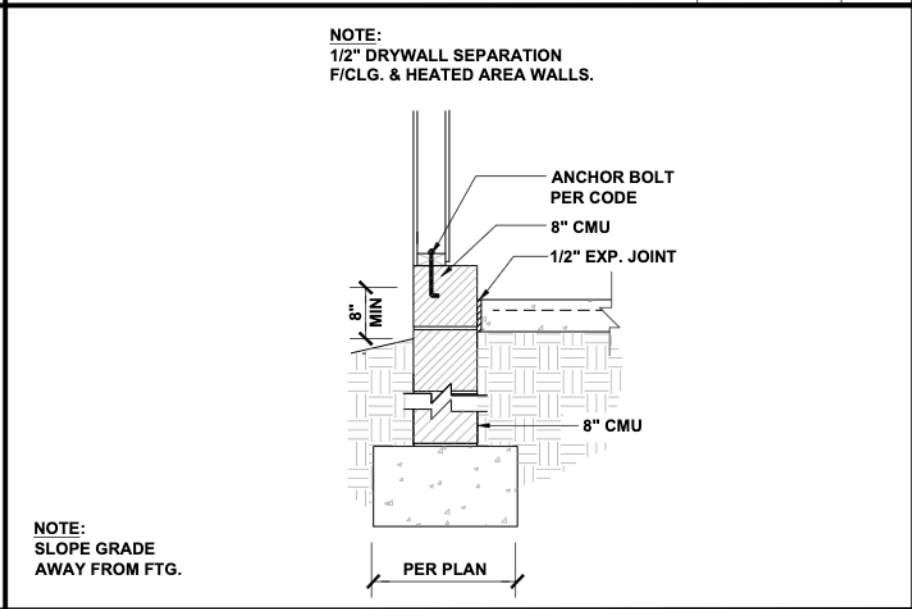 NOTE:
1/2" DRYWALL SEPARATION
F/CLG. & HEATED AREA WALLS.
ANCHOR BOLT
PER CODE
8" CMU
1/2" EXP. JOINT
8"
MIN
8" CMU
NOTE:
SLOPE GRADE
AWAY FROM FTG.
PER PLAN